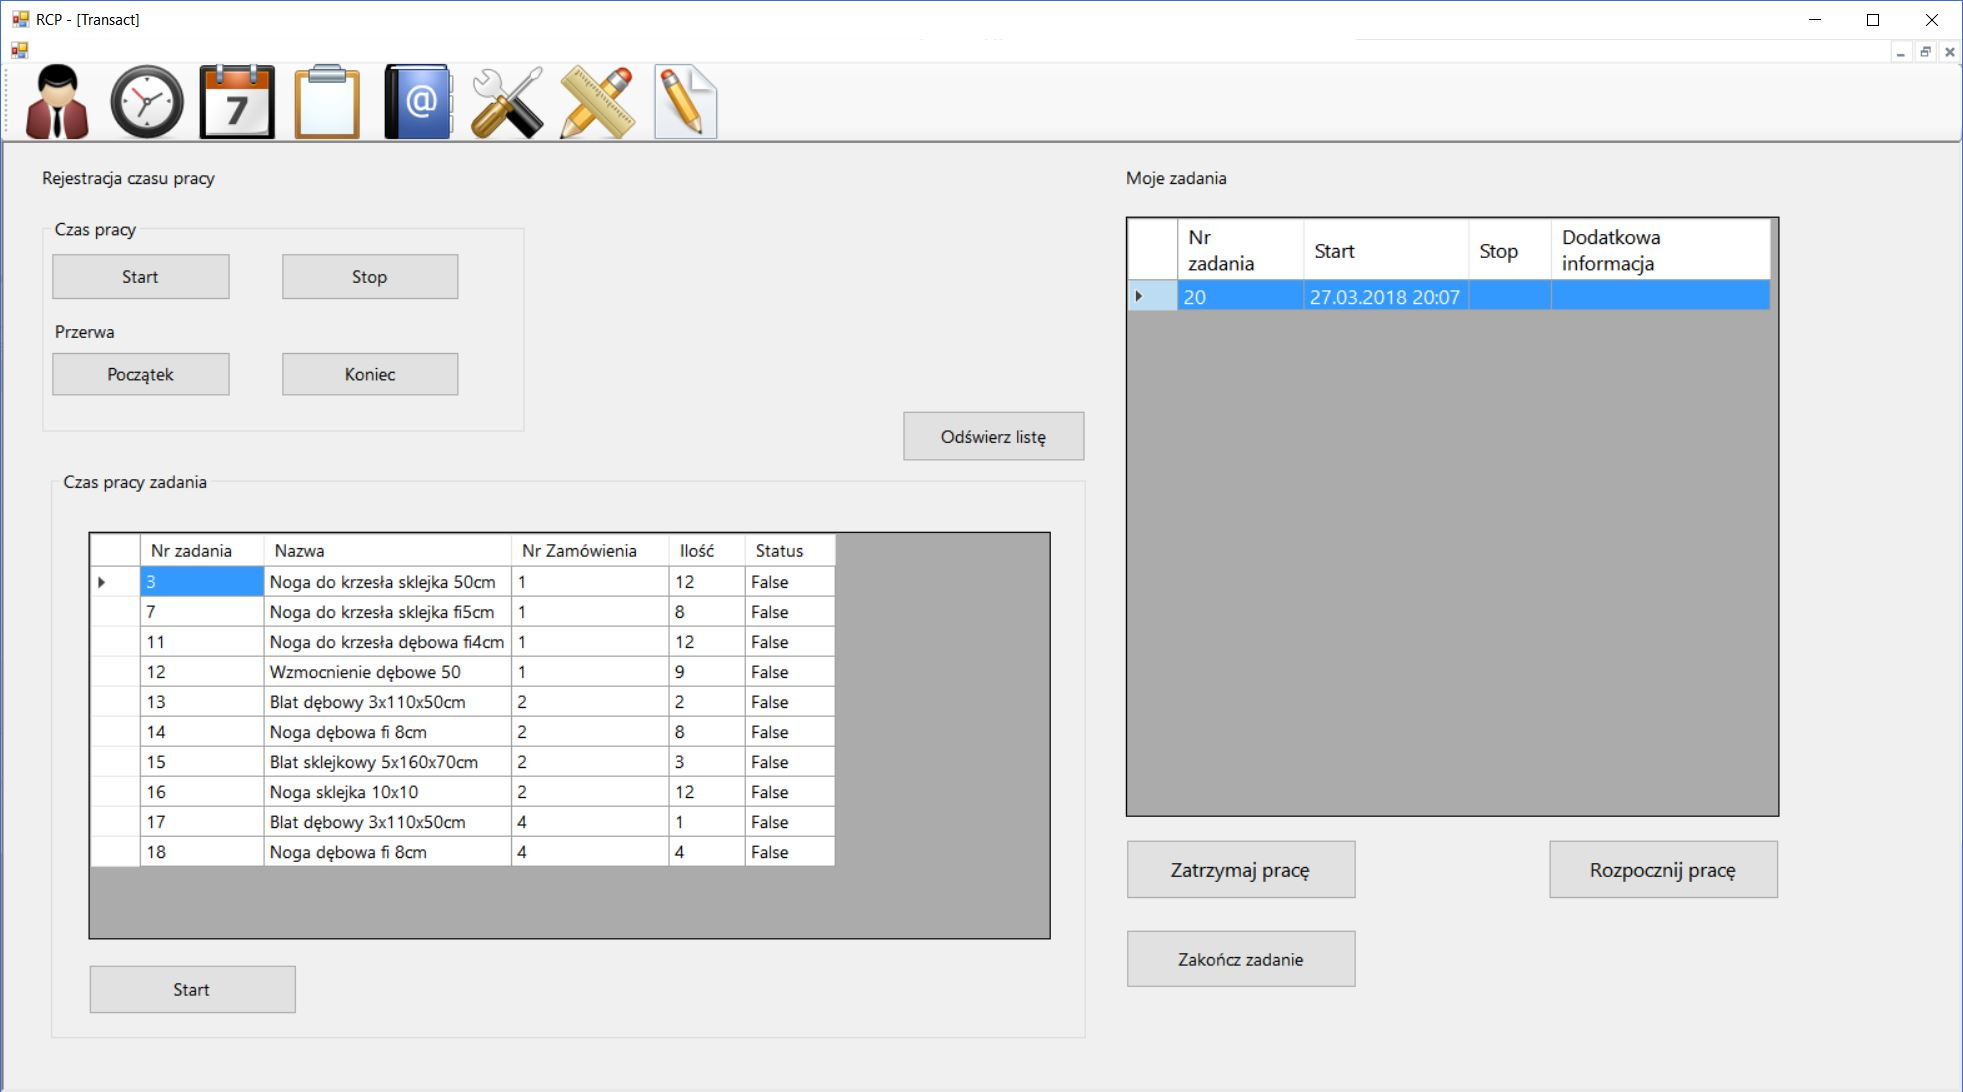 RCP - [Transact]
7
@
Rejestracja czasu pracy
Czas pracy
Start Stop
Przerwa
Początek Koniec
Odświerz listę
Czas pracy zadania
Nr zadania Nazwa Nr Zamówienia Ilość Status
3 Noga do krzesła sklejka 50cm 1 12 False
7 Noga do krzesła sklejka fi5cm 1 8 False
11 Noga do krzesła dębowa fi4cm 1 12 False
12 Wzmocnienie dębowe 50 1 9 False
13 Blat dębowy 3x110x50cm 2 2 False
14 Noga dębowa fi 8cm 2 8 False
15 Blat sklejkowy 5x160x70cm 2 3 False
16 Noga sklejka 10x10 2 12 False
17 Blat dębowy 3x110x50cm 4 1 False
18 Noga dębowa fi 8cm 4 4 False
Start
Moje zadania
Nr zadania Start Stop Dodatkowa informacja
20 27.03.2018 20:07
Zatrzymaj pracę Rozpocznij pracę
Zakończ zadanie